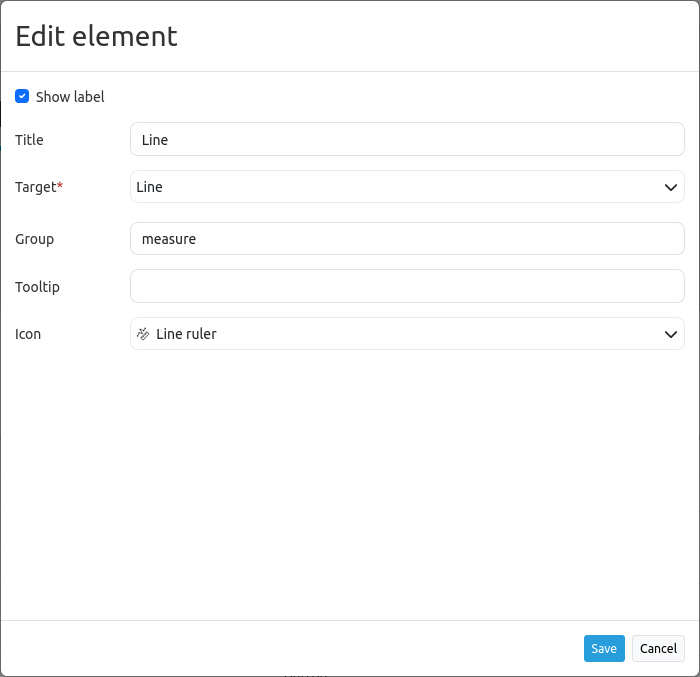 Edit element
Show label
Title Line
Target* Line
Group measure
Tooltip
Icon Line ruler
Save Cancel